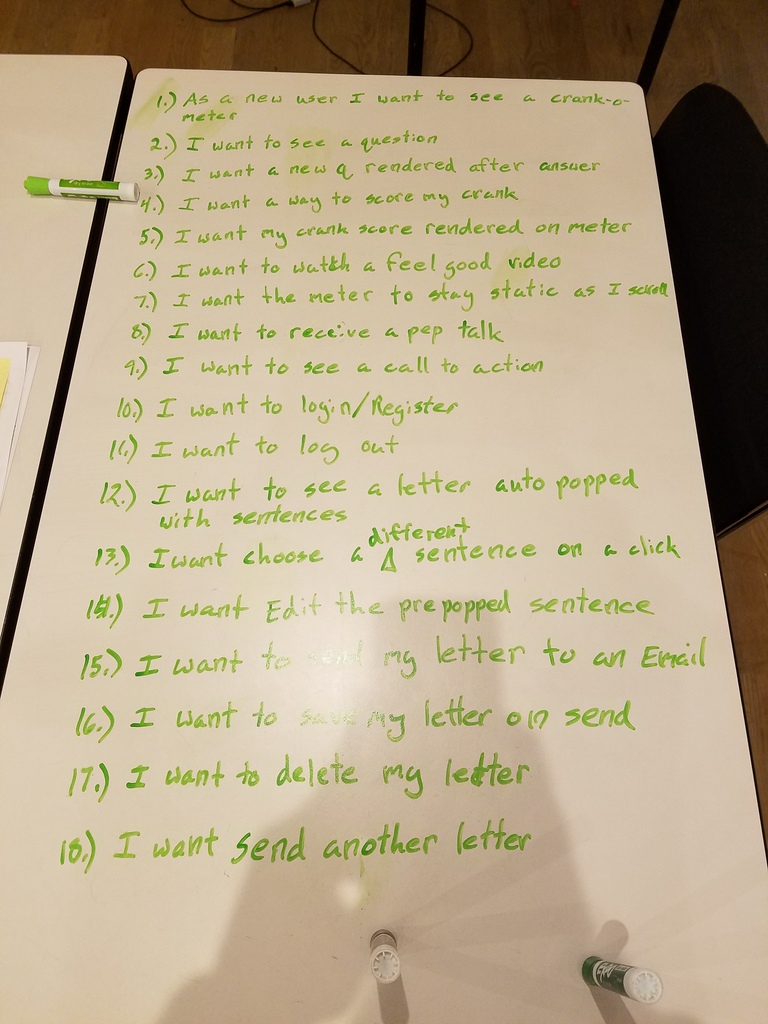 1.) As a new user I want to see a crank-o-
meter
2.) I want to see a question
3.) I want a new Q rendered after answer
4.) I want a way to score my crank
5.) I want my crank score rendered on meter
6.) I want to watch a feel good video
7.) I want the meter to stay static as I scroll
8.) I want to receive a pep talk
9.) I want to see a call to action
10.) I want to login/Register
11.) I want to log out
12.) I want to see a letter auto popped
with sentences
different
13.) I want choose a Δ sentence on a click
14.) I want Edit the prepopped sentence
15.) I want to send my letter to an Email
16.) I want to save my letter on send
17.) I want to delete my letter
18.) I want send another letter